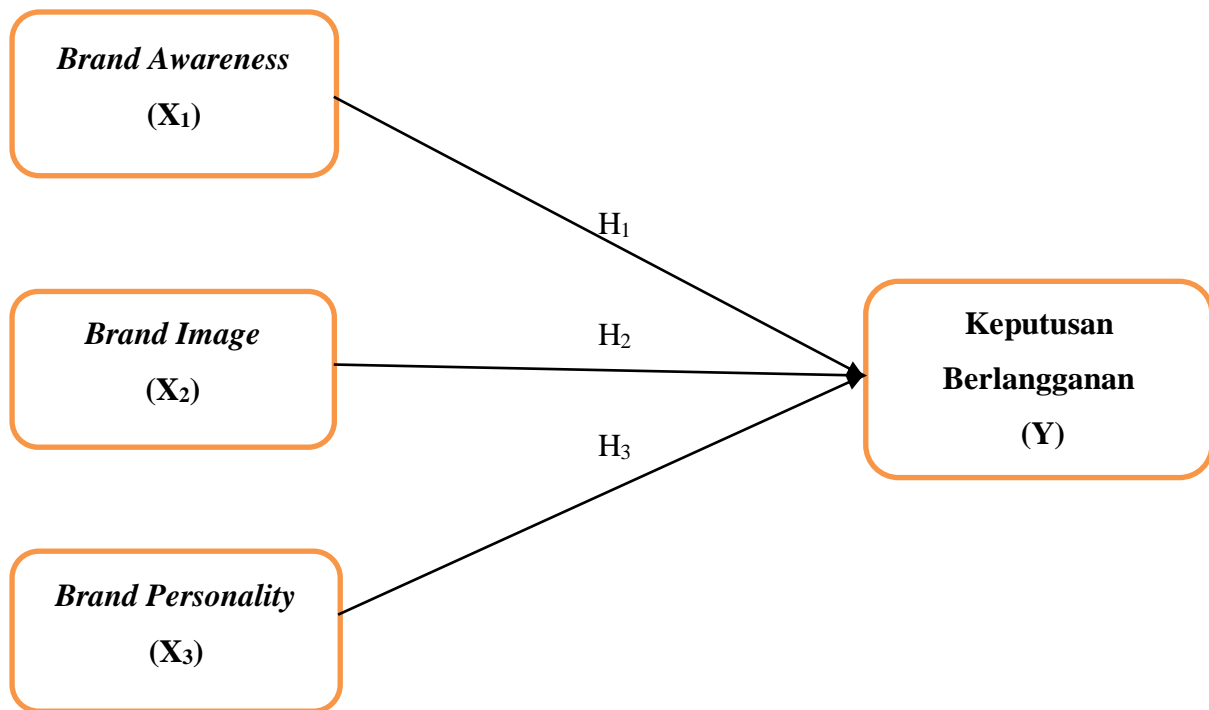 Brand Awareness
(X₁)
H₁
Brand Image
(X₂)
H₂
Keputusan
Berlangganan
(Y)
H₃
Brand Personality
(X₃)